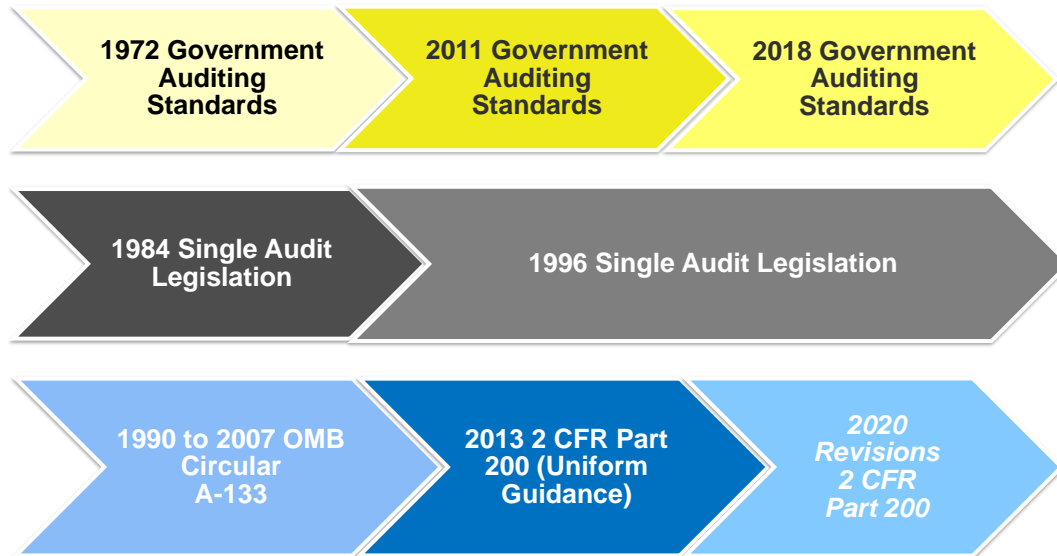 1972 Government
Auditing
Standards
2011 Government
Auditing
Standards
2018 Government
Auditing
Standards
1984 Single Audit
Legislation
1996 Single Audit Legislation
1990 to 2007 OMB
Circular
A-133
2013 2 CFR Part
200 (Uniform
Guidance)
2020
Revisions
2 CFR
Part 200